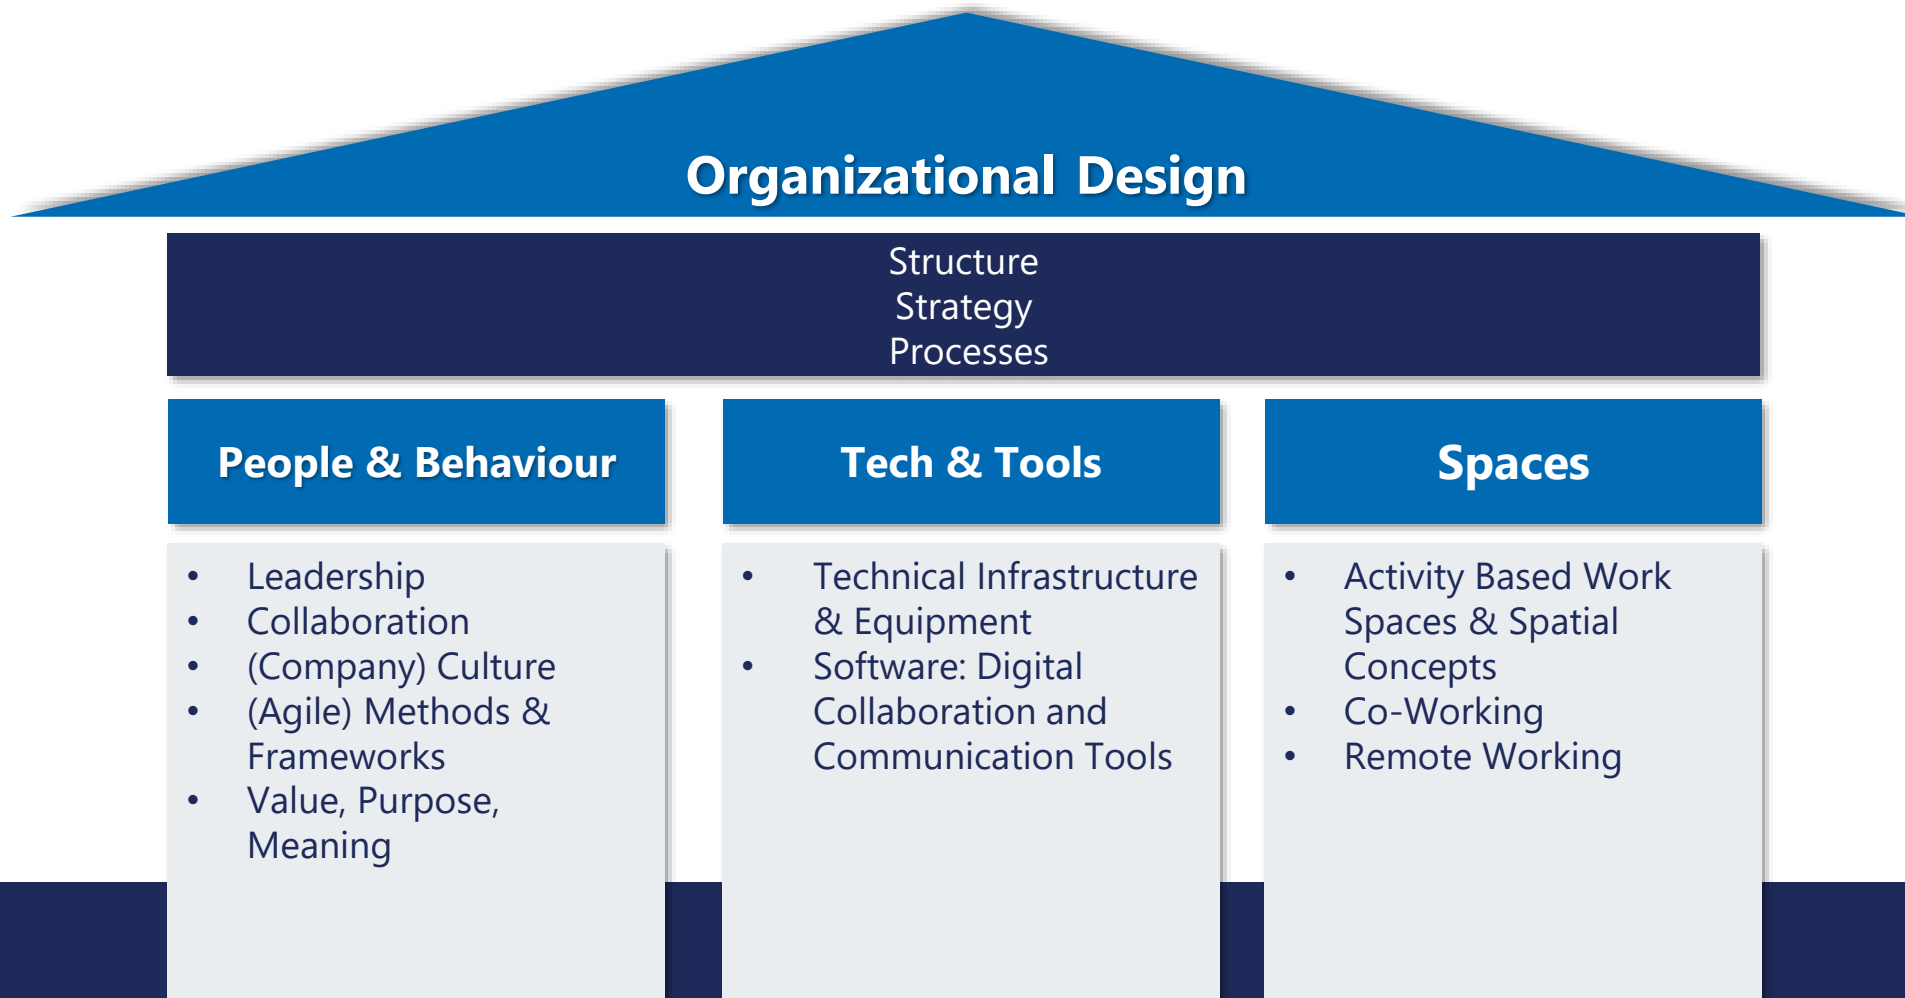 Organizational Design
Structure
Strategy
Processes
People & Behaviour
• Leadership
• Collaboration
• (Company) Culture
• (Agile) Methods &
Frameworks
• Value, Purpose,
Meaning
Tech & Tools
• Technical Infrastructure
& Equipment
• Software: Digital
Collaboration and
Communication Tools
Spaces
• Activity Based Work
Spaces & Spatial
Concepts
• Co-Working
• Remote Working